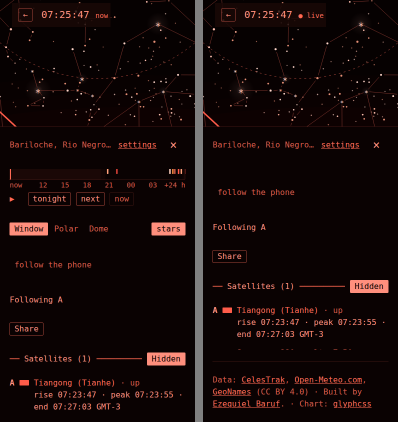 ← 07:25:47 now
Bariloche, Rio Negro… settings ×
now 12 15 18 21 00 03 +24 h
▶ tonight next now
Window Polar Dome stars
follow the phone
Following A
Share
Satellites (1) Hidden
A Tiangong (Tianhe) · up
rise 07:23:47 · peak 07:23:55 ·
end 07:27:03 GMT-3
← 07:25:47 ● live
Bariloche, Rio Negro… settings ×
follow the phone
Following A
Share
Satellites (1) Hidden
A Tiangong (Tianhe) · up
rise 07:23:47 · peak 07:23:55 ·
end 07:27:03 GMT-3
Data: CelesTrak, Open-Meteo.com,
GeoNames (CC BY 4.0) · Built by
Ezequiel Baruf. · Chart: glyphcss